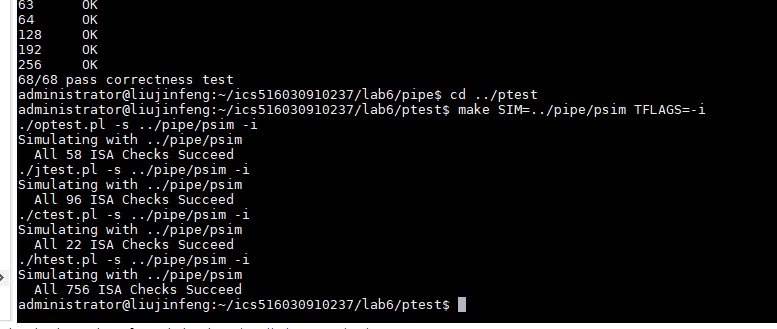 63      OK
64      OK
128     OK
192     OK
256     OK
68/68 pass correctness test
administrator@liujinfeng:~/ics516030910237/lab6/pipe$ cd ../ptest
administrator@liujinfeng:~/ics516030910237/lab6/ptest$ make SIM=../pipe/psim TFLAGS=-i
./optest.pl -s ../pipe/psim -i
Simulating with ../pipe/psim
  All 58 ISA Checks Succeed
./jtest.pl -s ../pipe/psim -i
Simulating with ../pipe/psim
  All 96 ISA Checks Succeed
./ctest.pl -s ../pipe/psim -i
Simulating with ../pipe/psim
  All 22 ISA Checks Succeed
./htest.pl -s ../pipe/psim -i
Simulating with ../pipe/psim
  All 756 ISA Checks Succeed
administrator@liujinfeng:~/ics516030910237/lab6/ptest$